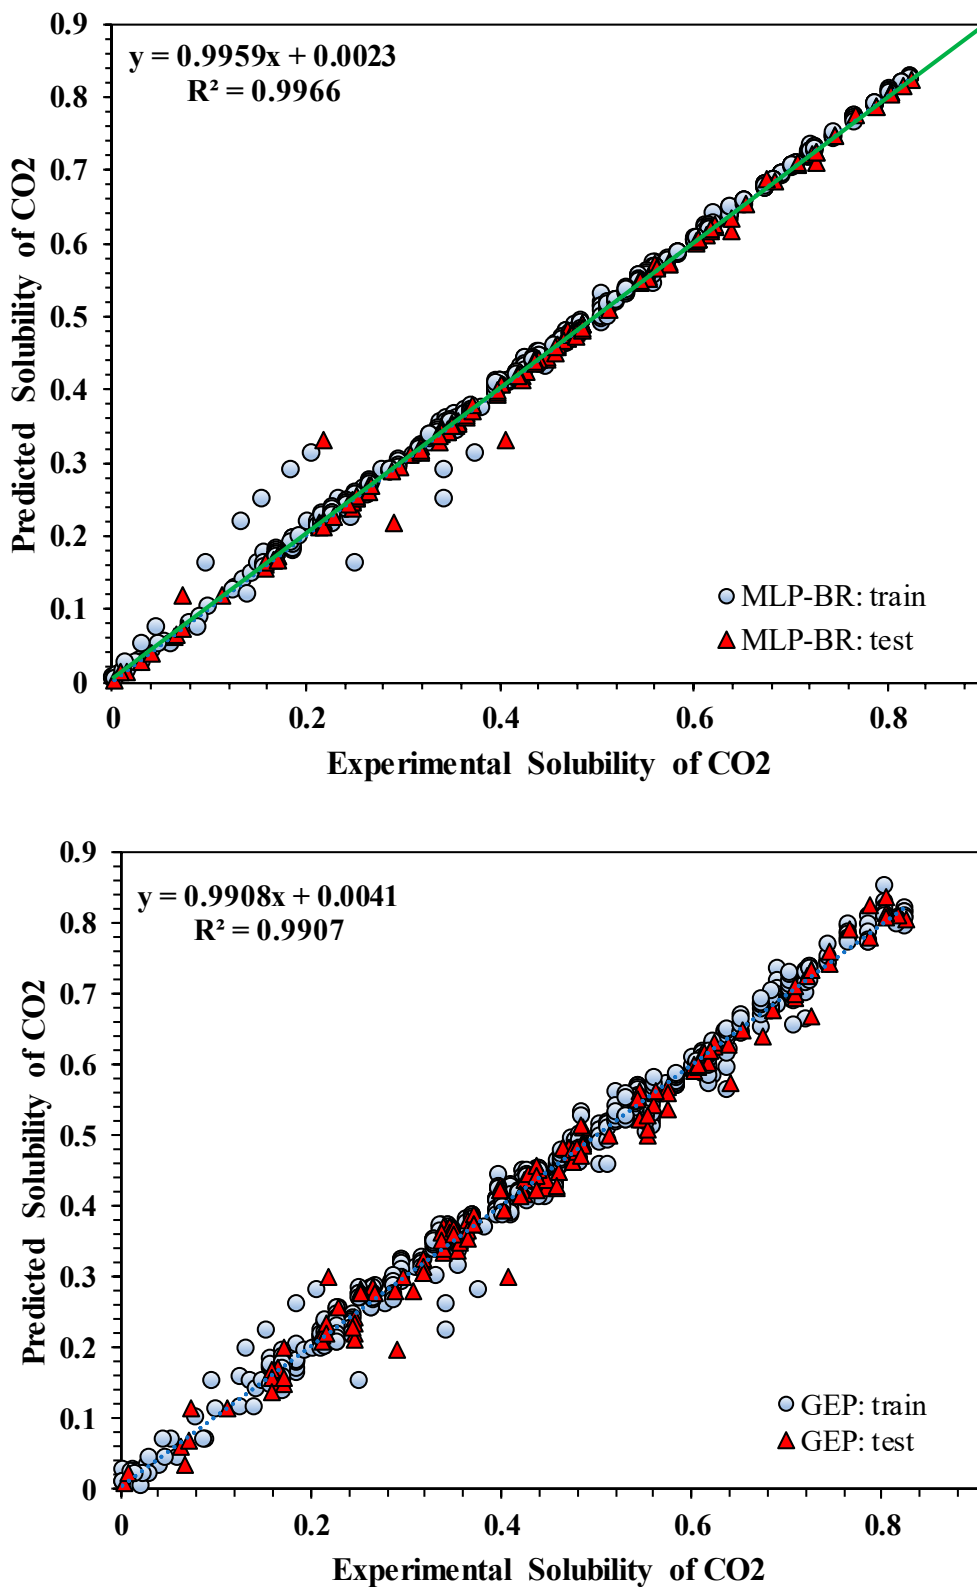 0.9
0.8
0.7
0.6
0.5
0.4
0.3
0.2
0.1
0
y = 0.9959x + 0.0023
R² = 0.9966
Predicted Solubility of CO2
MLP-BR: train
MLP-BR: test
0 0.2 0.4 0.6 0.8
Experimental Solubility of CO2
0.9
0.8
0.7
0.6
0.5
0.4
0.3
0.2
0.1
0
y = 0.9908x + 0.0041
R² = 0.9907
Predicted Solubility of CO2
GEP: train
GEP: test
0 0.2 0.4 0.6 0.8
Experimental Solubility of CO2